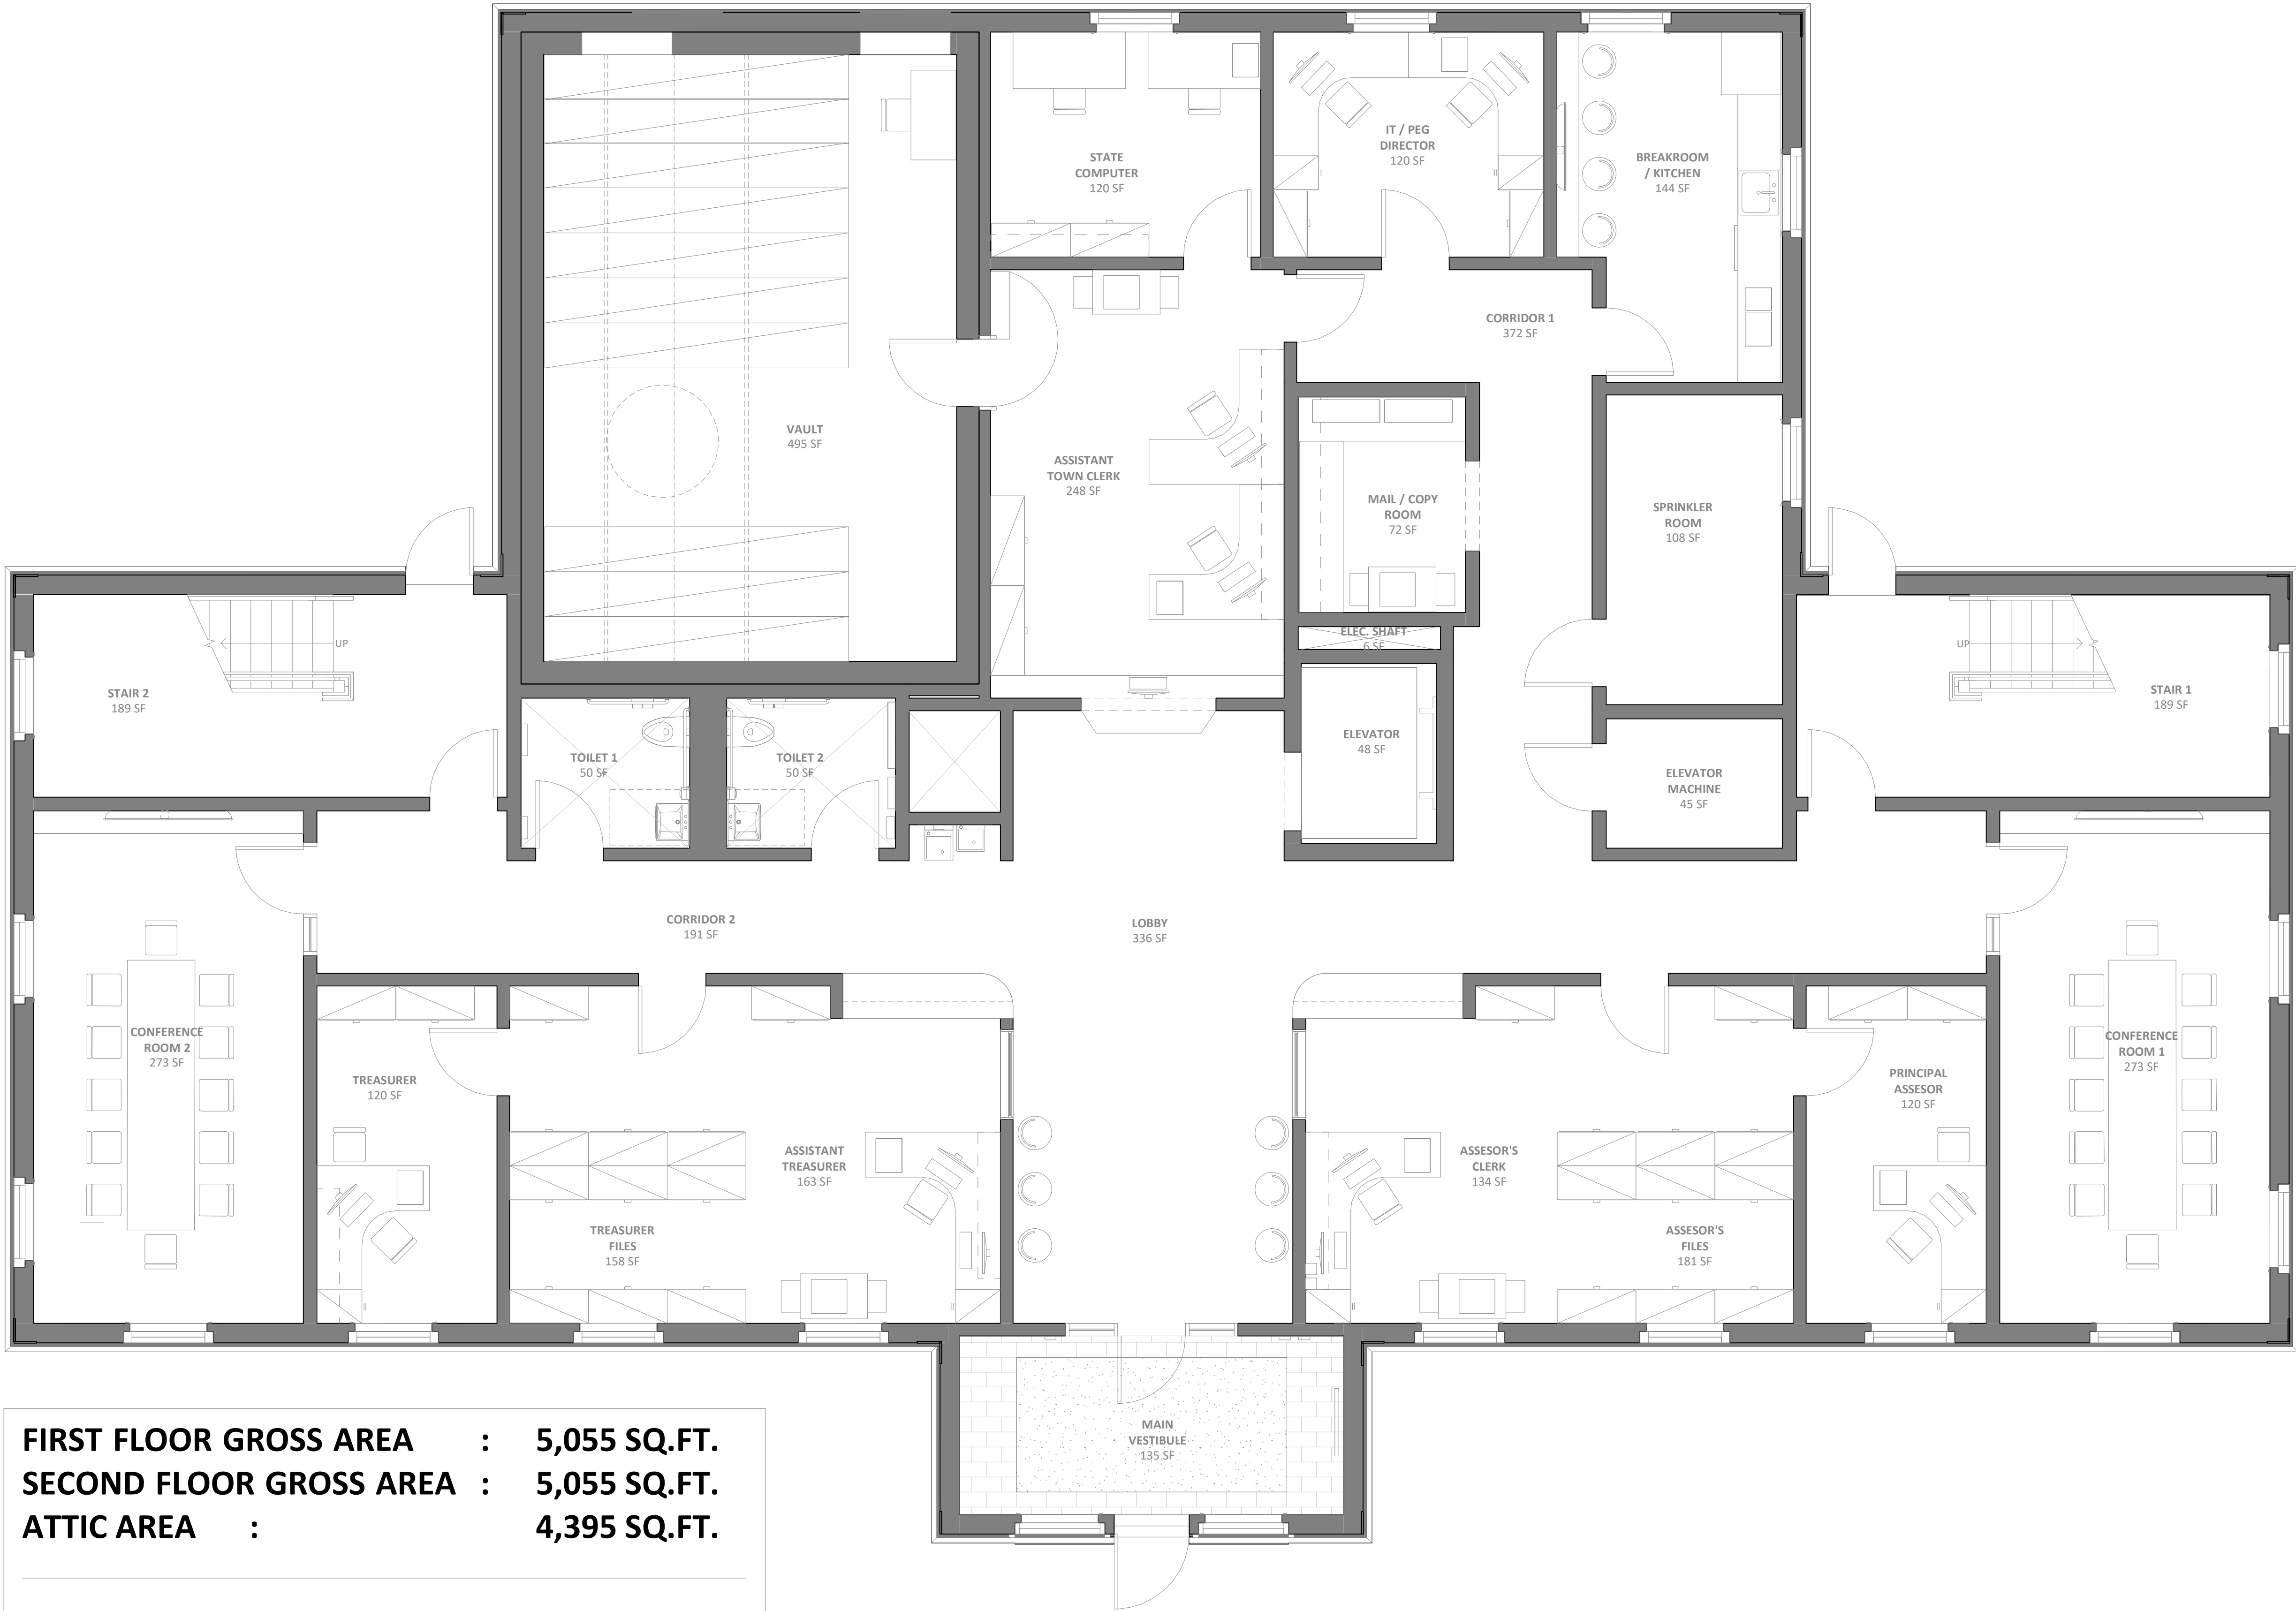 STATE
COMPUTER
120 SF
IT / PEG
DIRECTOR
120 SF
BREAKROOM
/ KITCHEN
144 SF
CORRIDOR 1
372 SF
VAULT
495 SF
ASSISTANT
TOWN CLERK
248 SF
MAIL / COPY
ROOM
72 SF
SPRINKLER
ROOM
108 SF
ELEC. SHAFT
6 SF
UP
STAIR 2
189 SF
UP
STAIR 1
189 SF
TOILET 1
50 SF
TOILET 2
50 SF
ELEVATOR
48 SF
ELEVATOR
MACHINE
45 SF
CORRIDOR 2
191 SF
LOBBY
336 SF
CONFERENCE
ROOM 2
273 SF
TREASURER
120 SF
ASSISTANT
TREASURER
163 SF
TREASURER
FILES
158 SF
ASSESOR'S
CLERK
134 SF
ASSESOR'S
FILES
181 SF
PRINCIPAL
ASSESOR
120 SF
CONFERENCE
ROOM 1
273 SF
MAIN
VESTIBULE
135 SF
FIRST FLOOR GROSS AREA : 5,055 SQ.FT.
SECOND FLOOR GROSS AREA : 5,055 SQ.FT.
ATTIC AREA : 4,395 SQ.FT.